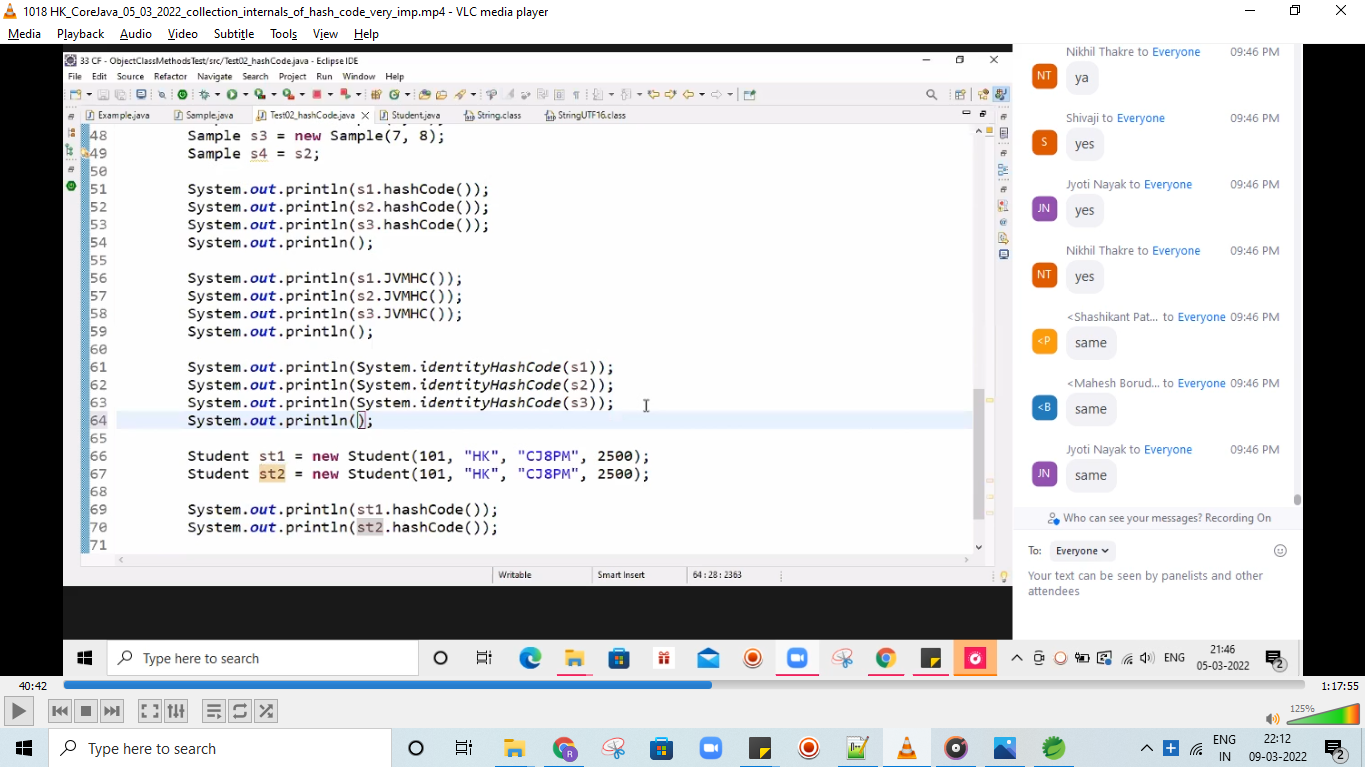 1018 HK_CoreJava_05_03_2022_collection_internals_of_hash_code_very_imp.mp4 - VLC media player
Media Playback Audio Video Subtitle Tools View Help
33 CF - ObjectClassMethodsTest/src/Test02_hashCode.java - Eclipse IDE
File Edit Source Refactor Navigate Search Project Run Window Help
Example.java Sample.java Test02_hashCode.java Student.java String.class StringUTF16.class
48 Sample s3 = new Sample(7, 8);
49 Sample s4 = s2;
50
51 System.out.println(s1.hashCode());
52 System.out.println(s2.hashCode());
53 System.out.println(s3.hashCode());
54 System.out.println();
55
56 System.out.println(s1.JVMHC());
57 System.out.println(s2.JVMHC());
58 System.out.println(s3.JVMHC());
59 System.out.println();
60
61 System.out.println(System.identityHashCode(s1));
62 System.out.println(System.identityHashCode(s2));
63 System.out.println(System.identityHashCode(s3));
64 System.out.println();
65
66 Student st1 = new Student(101, "HK", "CJ8PM", 2500);
67 Student st2 = new Student(101, "HK", "CJ8PM", 2500);
68
69 System.out.println(st1.hashCode());
70 System.out.println(st2.hashCode());
71
Writable Smart Insert 64 : 28 : 2363
Nikhil Thakre to Everyone 09:46 PM
NT ya
Shivaji to Everyone 09:46 PM
S yes
Jyoti Nayak to Everyone 09:46 PM
JN yes
Nikhil Thakre to Everyone 09:46 PM
NT yes
<Shashikant Pat... to Everyone 09:46 PM
<P same
<Mahesh Borud... to Everyone 09:46 PM
<B same
Jyoti Nayak to Everyone 09:46 PM
JN same
Who can see your messages? Recording On
To: Everyone
Your text can be seen by panelists and other
attendees
Type here to search
ENG
21:46
05-03-2022
2
40:42
1:17:55
125%
Type here to search
R
ENG
IN
22:12
09-03-2022
2